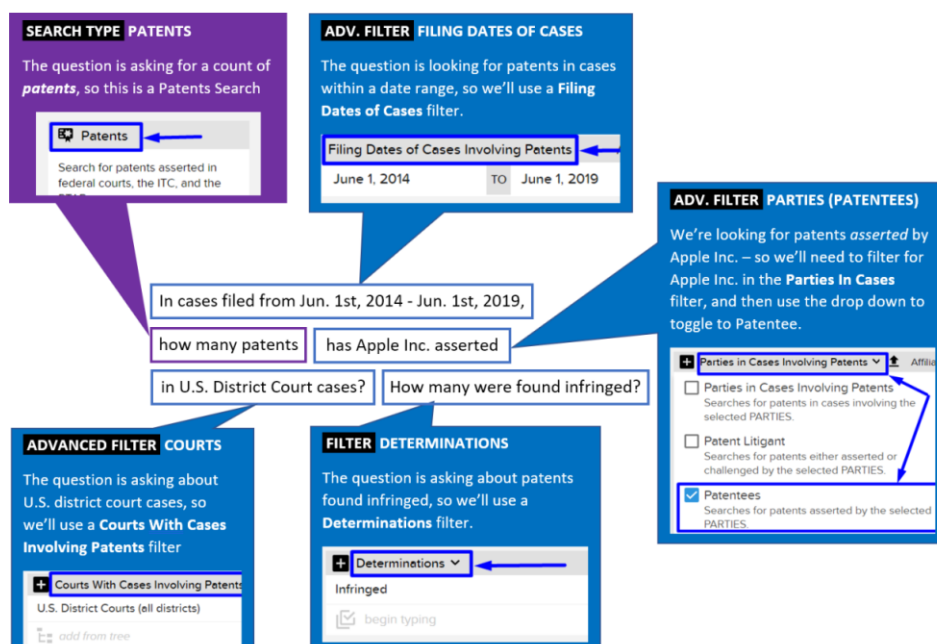 SEARCH TYPE PATENTS
The question is asking for a count of
patents, so this is a Patents Search
Patents
Search for patents asserted in
federal courts, the ITC, and the
ADV. FILTER FILING DATES OF CASES
The question is looking for patents in cases
within a date range, so we'll use a Filing
Dates of Cases filter.
Filing Dates of Cases Involving Patents
June 1, 2014 TO June 1, 2019
ADV. FILTER PARTIES (PATENTEES)
We're looking for patents asserted by
Apple Inc. – so we'll need to filter for
Apple Inc. in the Parties In Cases
filter, and then use the drop down to
toggle to Patentee.
Parties in Cases Involving Patents Affilia
Parties in Cases Involving Patents
Searches for patents in cases involving the
selected PARTIES.
Patent Litigant
Searches for patents either asserted or
challenged by the selected PARTIES.
Patentees
Searches for patents asserted by the selected
PARTIES.
In cases filed from Jun. 1st, 2014 - Jun. 1st, 2019,
how many patents has Apple Inc. asserted
in U.S. District Court cases? How many were found infringed?
ADVANCED FILTER COURTS
The question is asking about
U.S. district court cases, so
we'll use a Courts With Cases
Involving Patents filter
Courts With Cases Involving Patents
U.S. District Courts (all districts)
add from tree
FILTER DETERMINATIONS
The question is asking about patents
found infringed, so we'll use a
Determinations filter.
Determinations
Infringed
begin typing